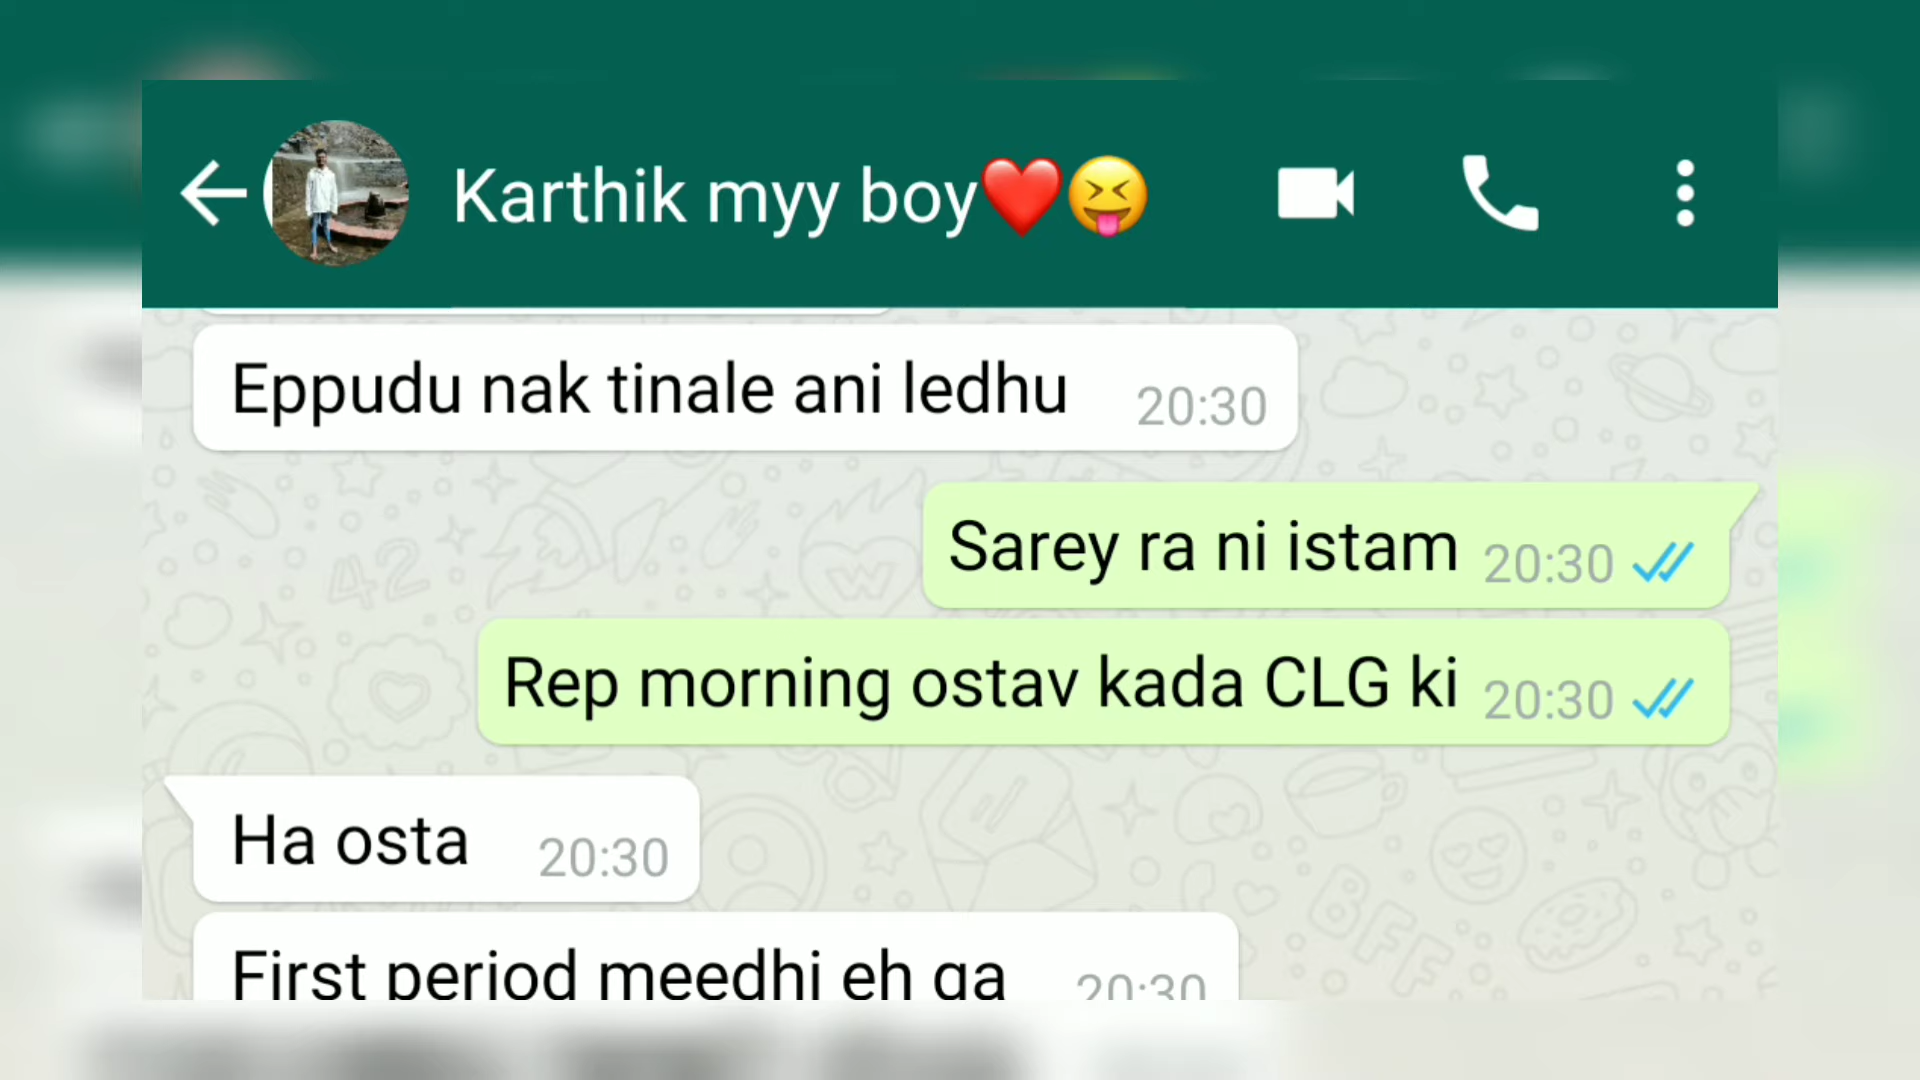 Karthik myy boy❤️😝
Eppudu nak tinale ani ledhu 20:30
Sarey ra ni istam 20:30
Rep morning ostav kada CLG ki 20:30
Ha osta 20:30
First period meedhi eh ga 20:30